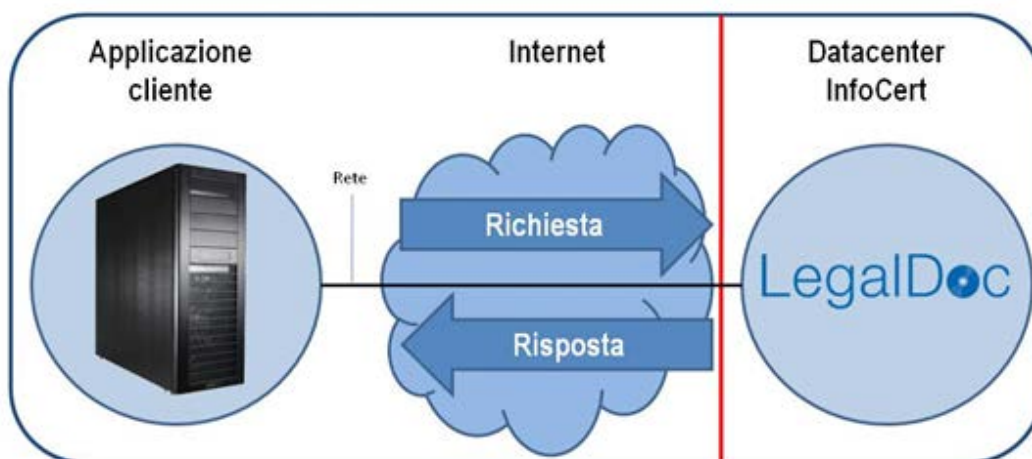 Applicazione
cliente
Internet
Datacenter
InfoCert
Rete
Richiesta
LegalDoc
Risposta